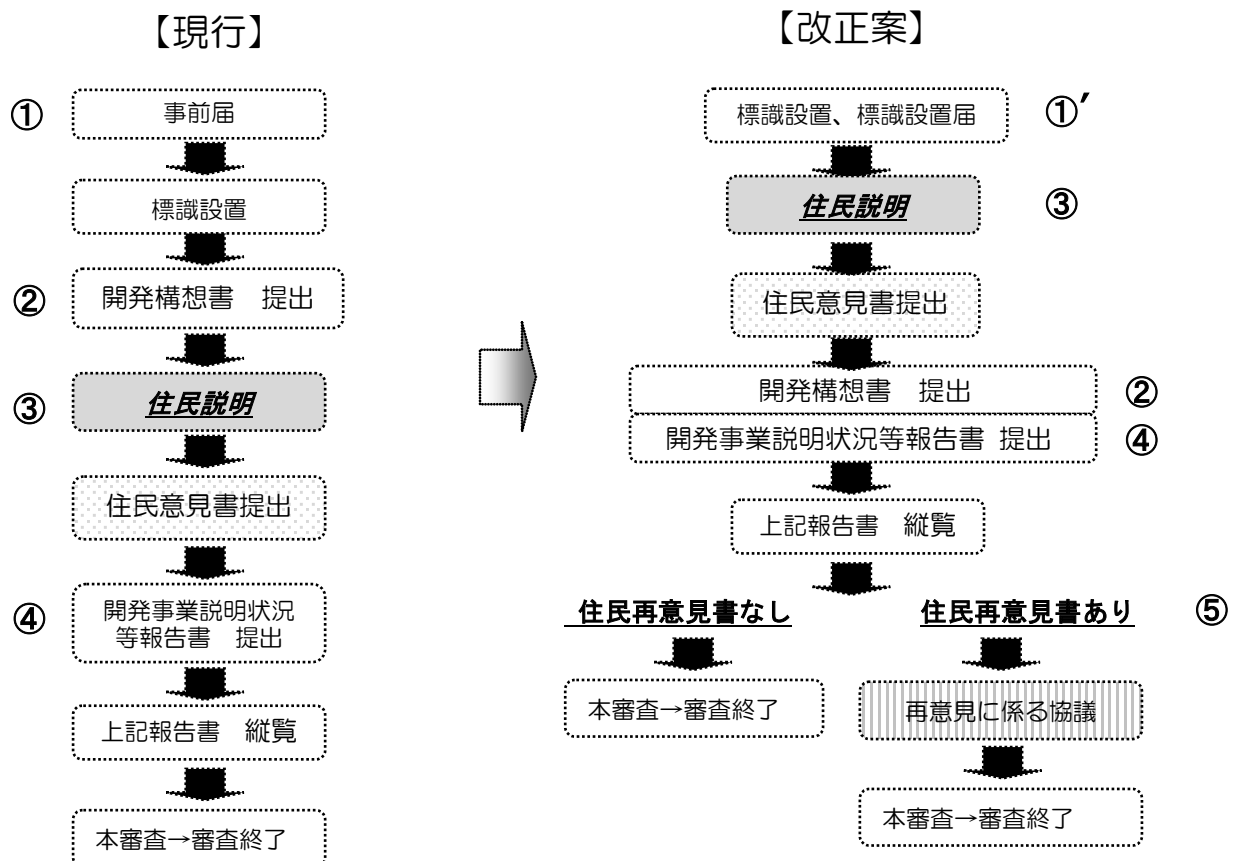 【現行】
① 事前届
標識設置
② 開発構想書　提出
③ 住民説明
住民意見書提出
④ 開発事業説明状況
等報告書　提出
上記報告書　縦覧
本審査→審査終了
【改正案】
標識設置、標識設置届 ①′
住民説明 ③
住民意見書提出
開発構想書　提出 ②
開発事業説明状況等報告書 提出 ④
上記報告書　縦覧
住民再意見書なし
住民再意見書あり ⑤
本審査→審査終了
再意見に係る協議
本審査→審査終了